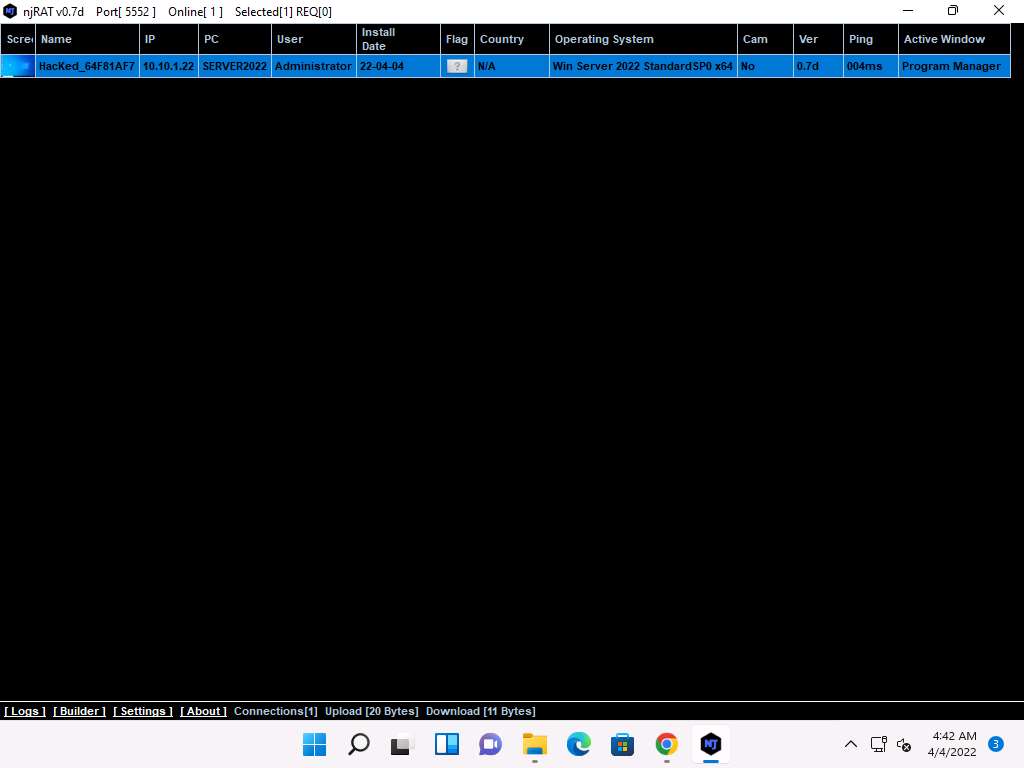 njRAT v0.7d Port[ 5552 ] Online[ 1 ] Selected[1] REQ[0]
Scree Name IP PC User Install Date Flag Country Operating System Cam Ver Ping Active Window
HacKed_64F81AF7 10.10.1.22 SERVER2022 Administrator 22-04-04 ? N/A Win Server 2022 StandardSP0 x64 No 0.7d 004ms Program Manager
[ Logs ] [ Builder ] [ Settings ] [ About ] Connections[1] Upload [20 Bytes] Download [11 Bytes]
4:42 AM
4/4/2022
3